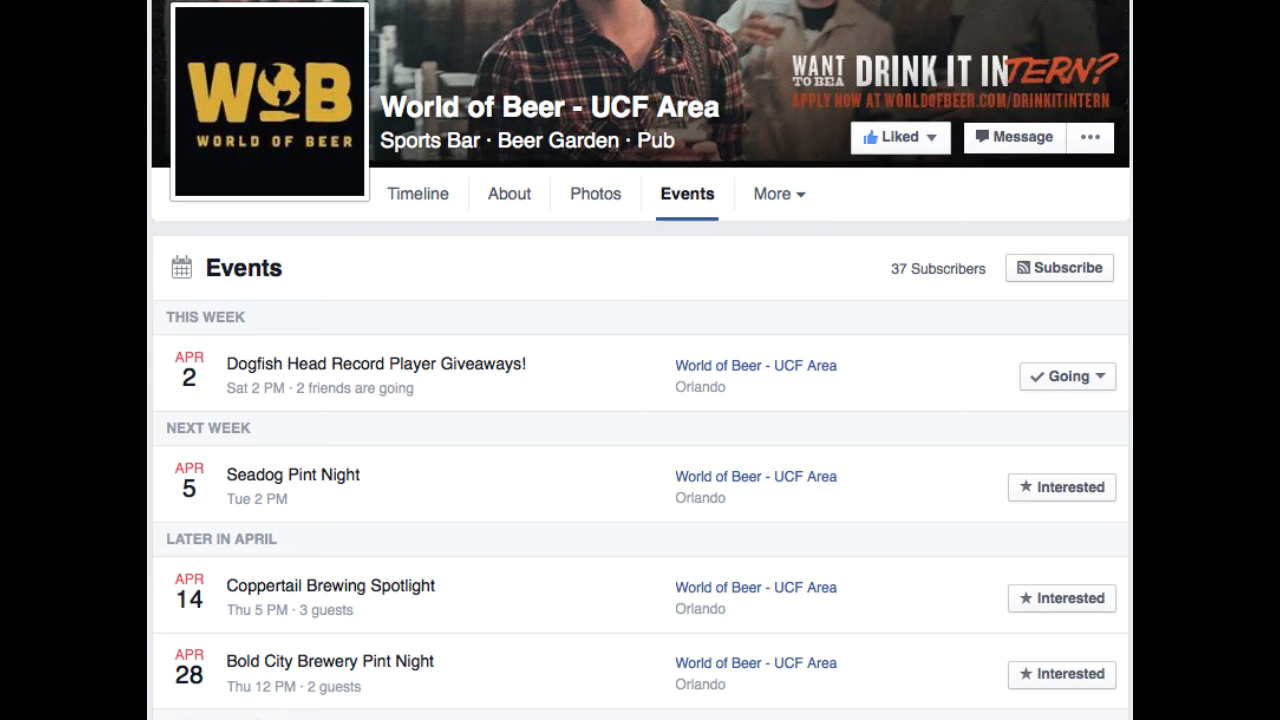 WANT TO BE A DRINK IT INTERN?
APPLY NOW AT WORLDOFBEER.COM/DRINKITINTERN
WOB
WORLD OF BEER
World of Beer - UCF Area
Sports Bar · Beer Garden · Pub
Liked
Message
Timeline
About
Photos
Events
More
Events
37 Subscribers
Subscribe
THIS WEEK
APR
2
Dogfish Head Record Player Giveaways!
Sat 2 PM · 2 friends are going
World of Beer - UCF Area
Orlando
Going
NEXT WEEK
APR
5
Seadog Pint Night
Tue 2 PM
World of Beer - UCF Area
Orlando
Interested
LATER IN APRIL
APR
14
Coppertail Brewing Spotlight
Thu 5 PM · 3 guests
World of Beer - UCF Area
Orlando
Interested
APR
28
Bold City Brewery Pint Night
Thu 12 PM · 2 guests
World of Beer - UCF Area
Orlando
Interested